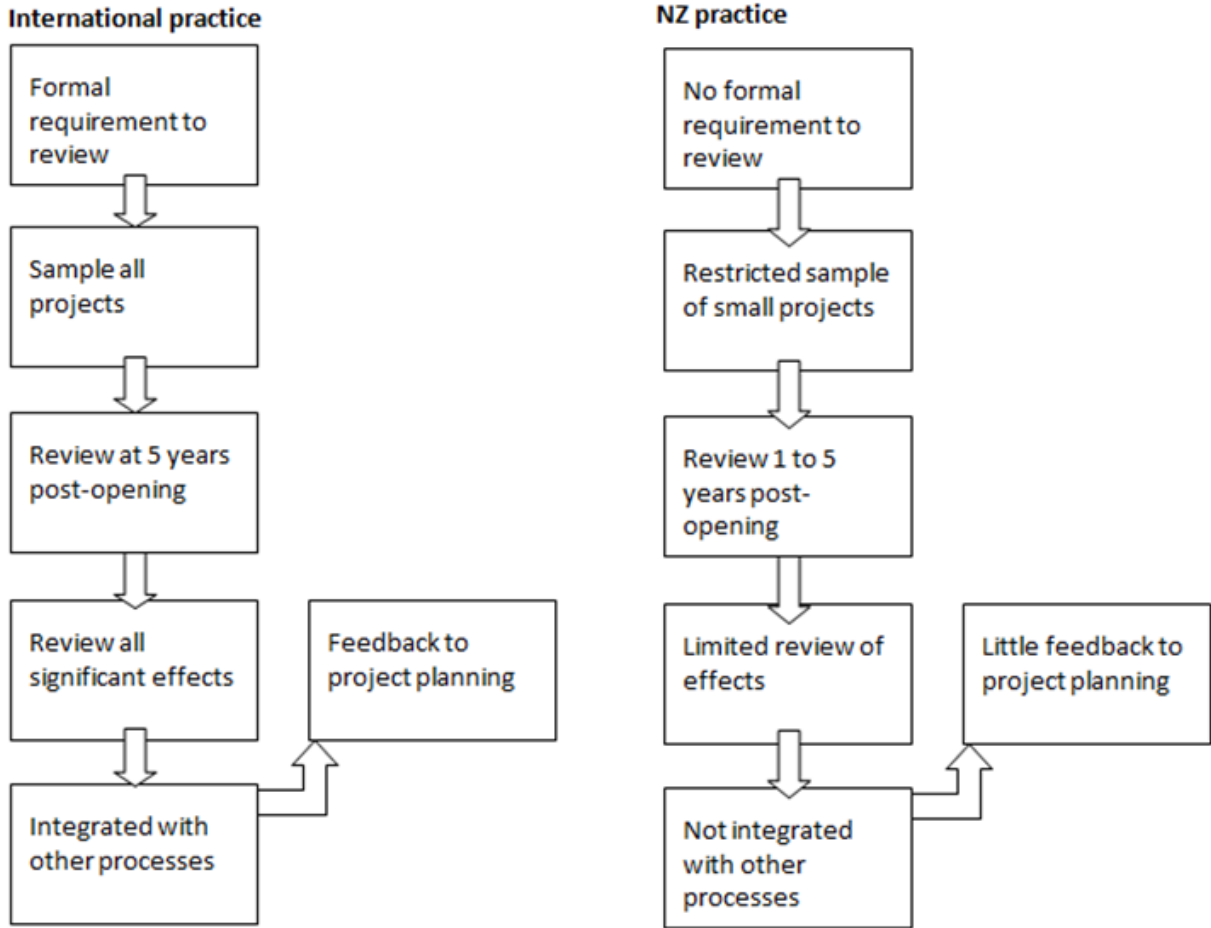 International practice
Formal
requirement to
review
Sample all
projects
Review at 5 years
post-opening
Review all
significant effects
Feedback to
project planning
Integrated with
other processes
NZ practice
No formal
requirement to
review
Restricted sample
of small projects
Review 1 to 5
years post-
opening
Limited review of
effects
Little feedback to
project planning
Not integrated
with other
processes